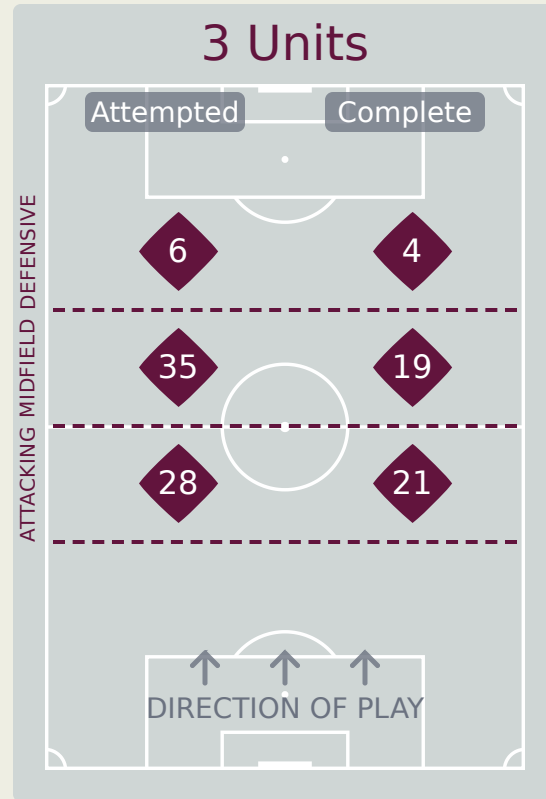 3 Units
Attempted Complete
ATTACKING MIDFIELD DEFENSIVE
6 4
35 19
28 21
DIRECTION OF PLAY